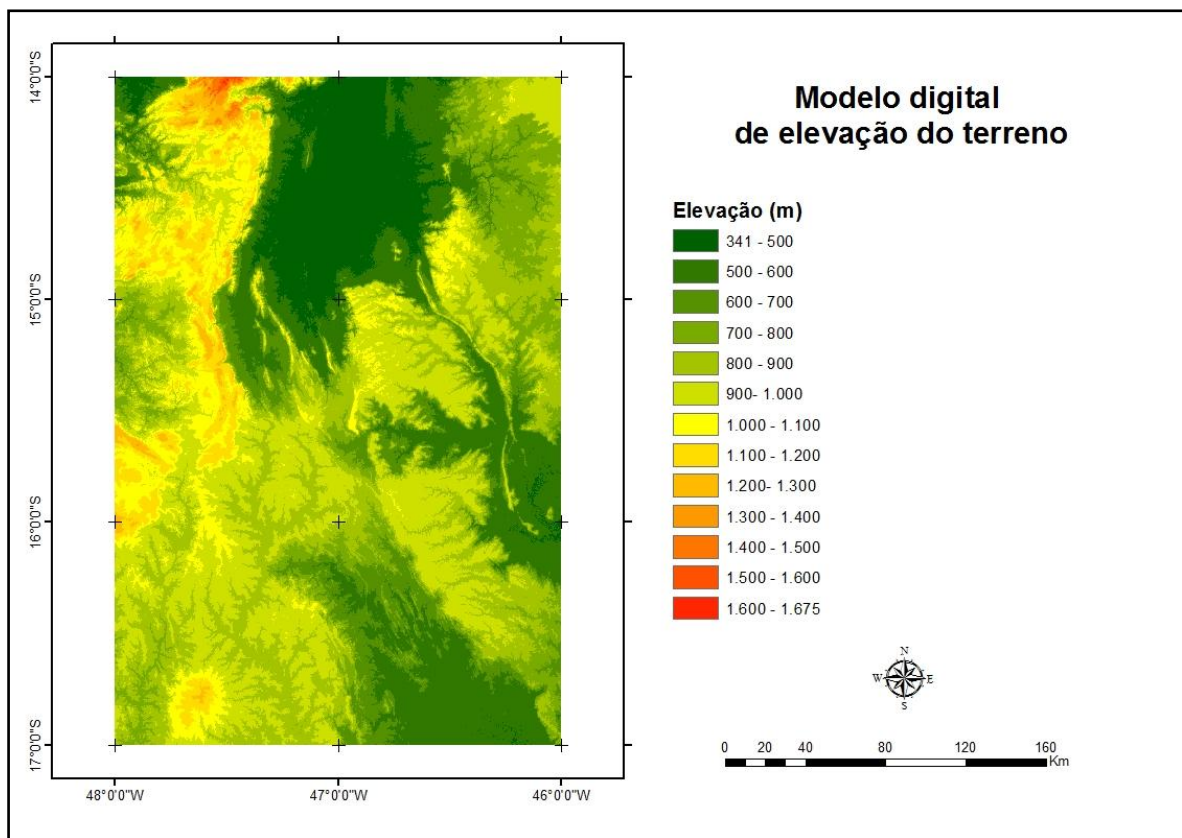 Modelo digital
de elevação do terreno
Elevação (m)
341 - 500
500 - 600
600 - 700
700 - 800
800 - 900
900- 1.000
1.000 - 1.100
1.100 - 1.200
1.200- 1.300
1.300 - 1.400
1.400 - 1.500
1.500 - 1.600
1.600 - 1.675
14°0'0"S
15°0'0"S
16°0'0"S
17°0'0"S
48°0'0"W
47°0'0"W
46°0'0"W
N
W
E
S
0 20 40 80 120 160
Km